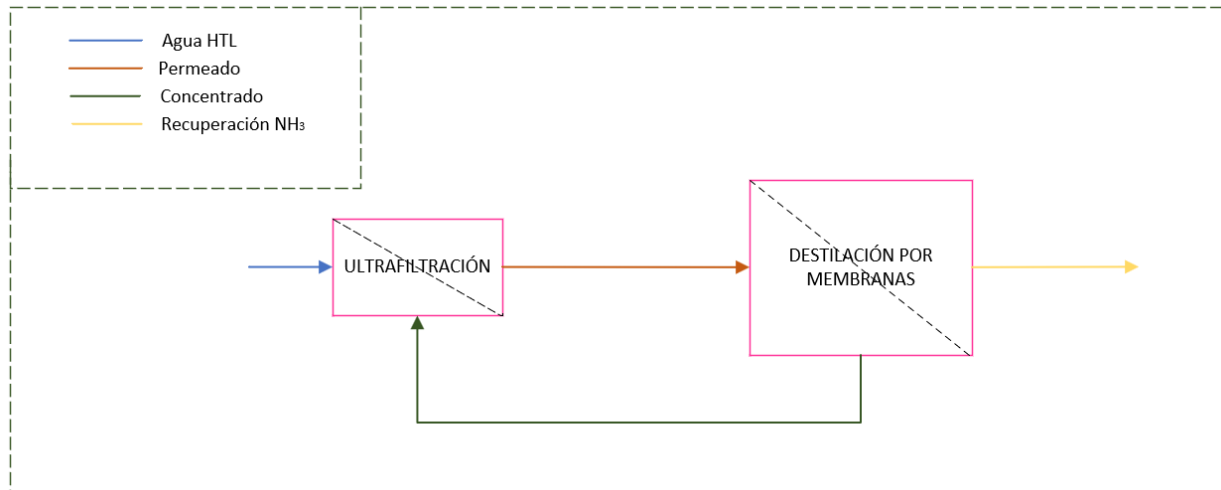 Agua HTL
Permeado
Concentrado
Recuperación NH₃
ULTRAFILTRACIÓN
DESTILACIÓN POR
MEMBRANAS